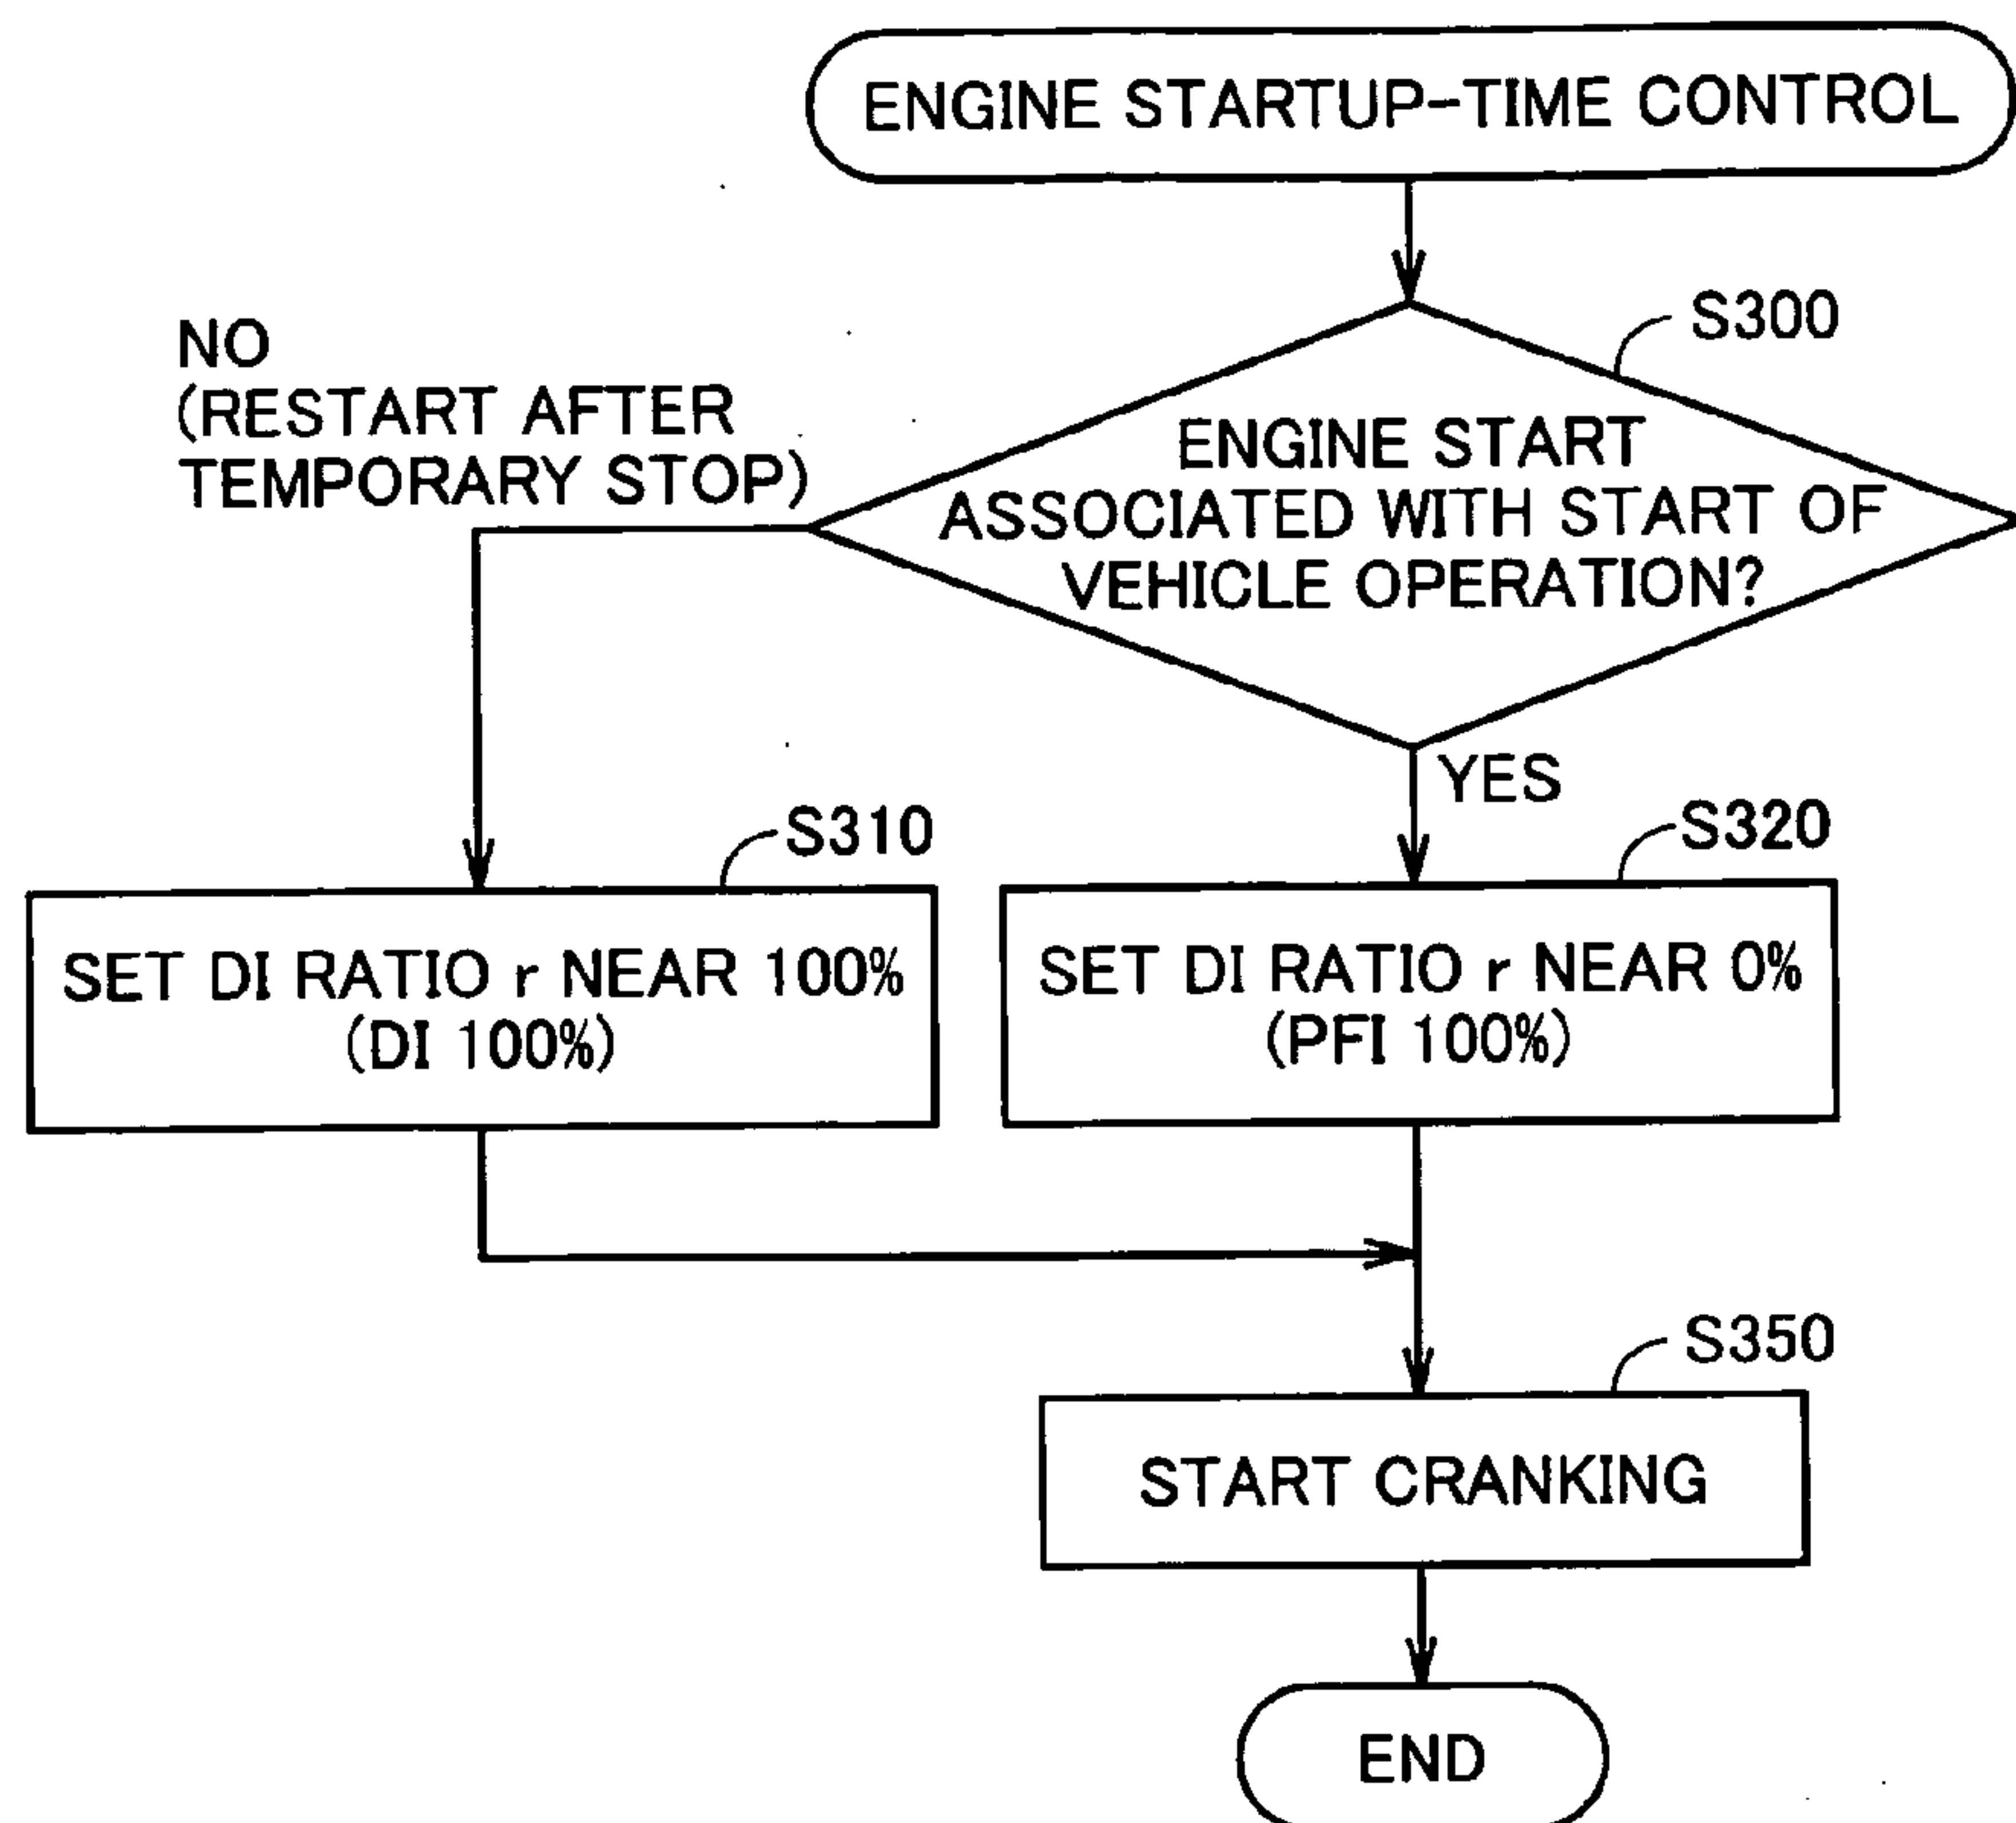 ENGINE STARTUP-TIME CONTROL
S300
NO
(RESTART AFTER
TEMPORARY STOP)
ENGINE START
ASSOCIATED WITH START OF
VEHICLE OPERATION?
YES
S310
S320
SET DI RATIO r NEAR 100%
(DI 100%)
SET DI RATIO r NEAR 0%
(PFI 100%)
S350
START CRANKING
END